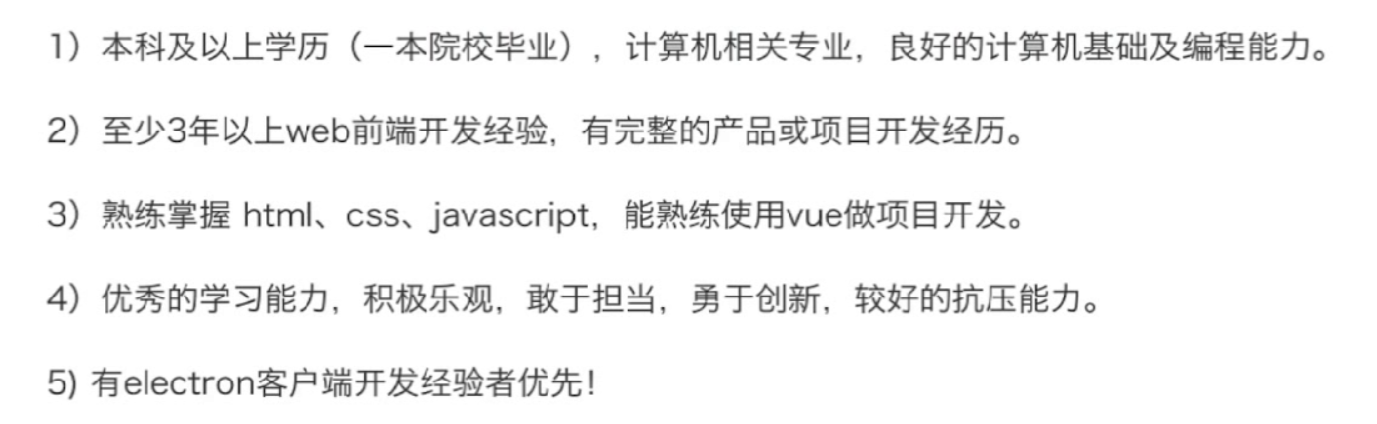 1）本科及以上学历（一本院校毕业），计算机相关专业，良好的计算机基础及编程能力。
2）至少3年以上web前端开发经验，有完整的产品或项目开发经历。
3）熟练掌握 html、css、javascript，能熟练使用vue做项目开发。
4）优秀的学习能力，积极乐观，敢于担当，勇于创新，较好的抗压能力。
5) 有electron客户端开发经验者优先！